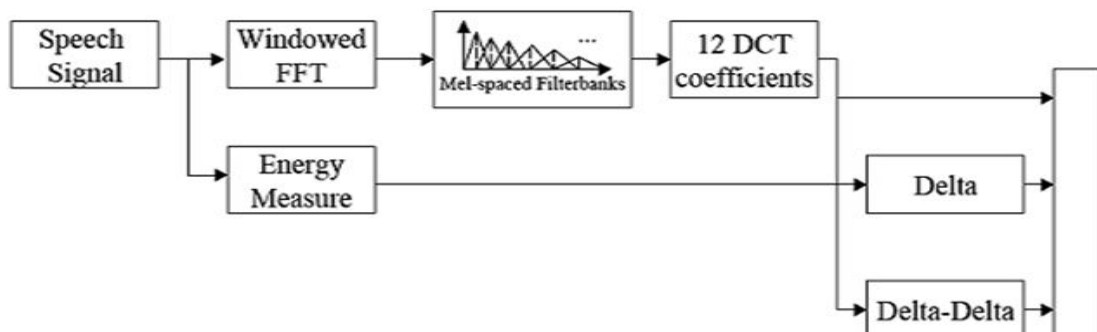 Speech
Signal
Windowed
FFT
...
Mel-spaced Filterbanks
12 DCT
coefficients
Energy
Measure
Delta
Delta-Delta